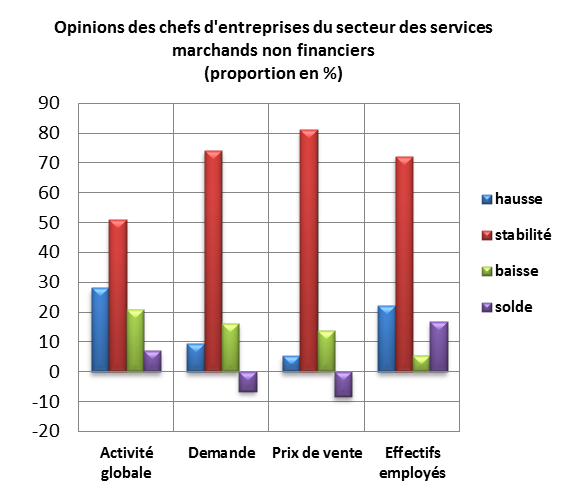 Opinions des chefs d'entreprises du secteur des services
marchands non financiers
(proportion en %)
90
80
70
60
50
40
30
20
10
0
-10
-20
Activité
globale
Demande
Prix de vente
Effectifs
employés
hausse
stabilité
baisse
solde